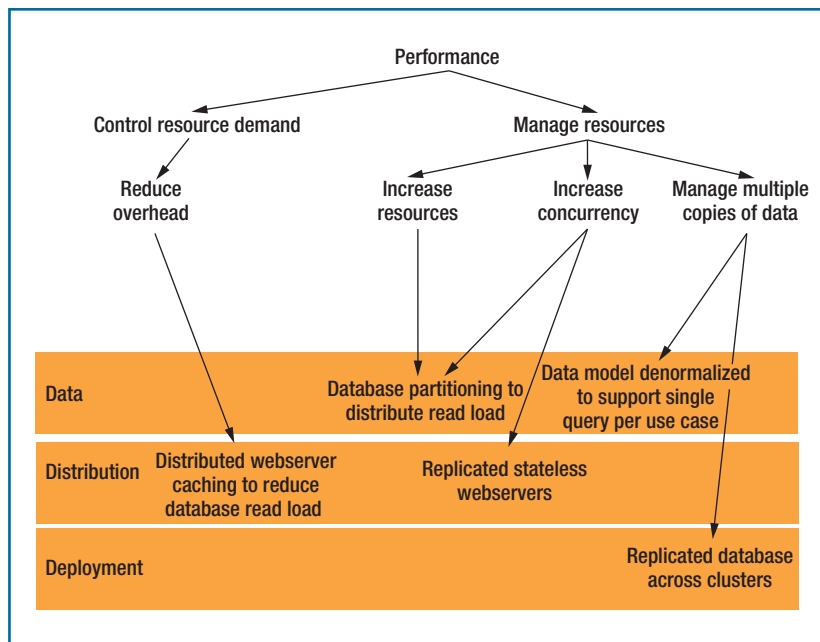 Performance
Control resource demand
Manage resources
Reduce
overhead
Increase
resources
Increase
concurrency
Manage multiple
copies of data
Data
Database partitioning to
distribute read load
Data model denormalized
to support single
query per use case
Distribution
Distributed webserver
caching to reduce
database read load
Replicated stateless
webservers
Deployment
Replicated database
across clusters